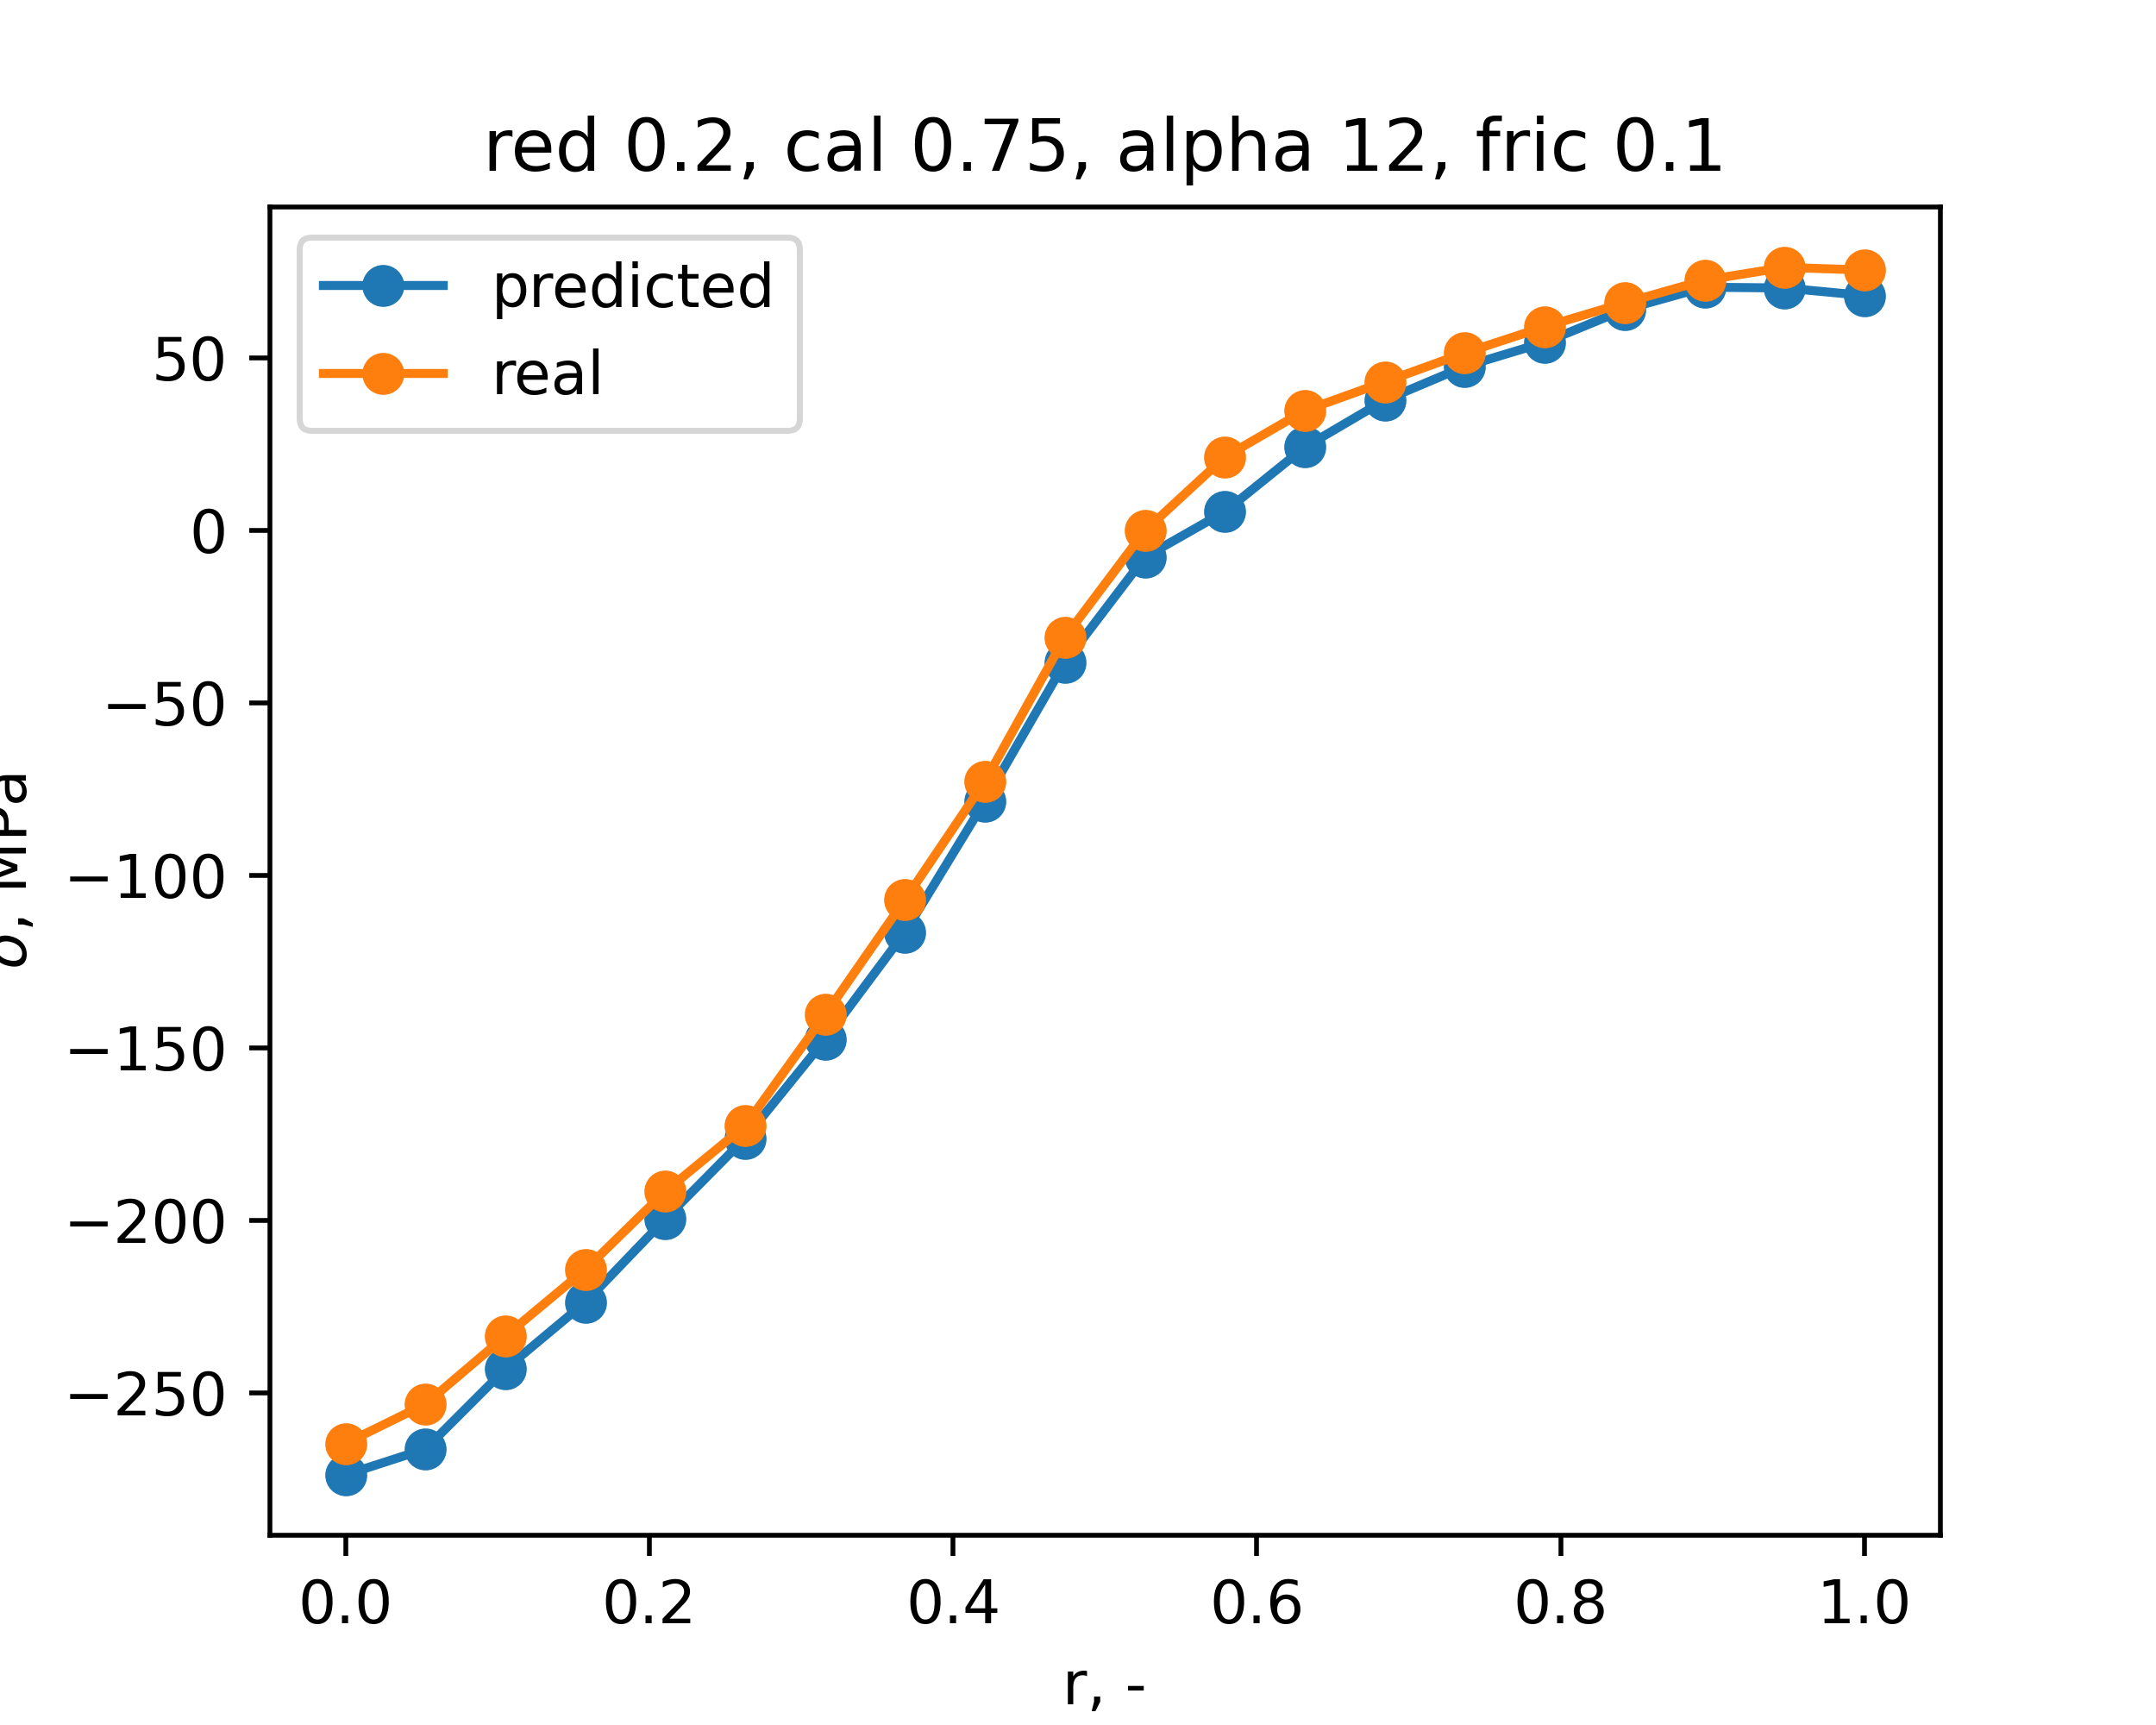 red 0.2, cal 0.75, alpha 12, fric 0.1
predicted
real
50
0
−50
−100
−150
−200
−250
σ, MPa
0.0 0.2 0.4 0.6 0.8 1.0
r, -